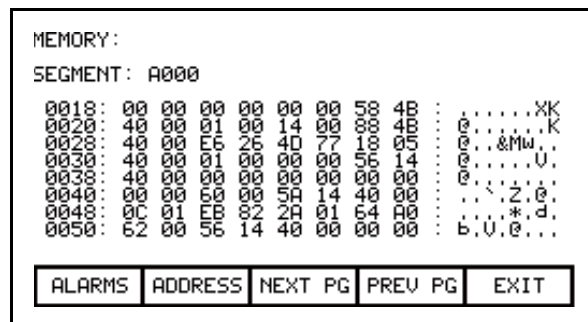 MEMORY:
SEGMENT: A000
0018: 00 00 00 00 00 00 58 4B : ......XK
0020: 40 00 01 00 14 00 88 4B : @......K
0028: 40 00 E6 26 4D 77 18 05 : @..&Mw..
0030: 40 00 01 00 00 00 56 14 : @.....V.
0038: 40 00 00 00 00 00 00 00 : @.......
0040: 00 00 60 00 5A 14 40 00 : ..`.Z.@.
0048: 0C 01 EB 82 2A 01 64 A0 : ....*.d.
0050: 62 00 56 14 40 00 00 00 : b.V.@...
ALARMS ADDRESS NEXT PG PREV PG EXIT